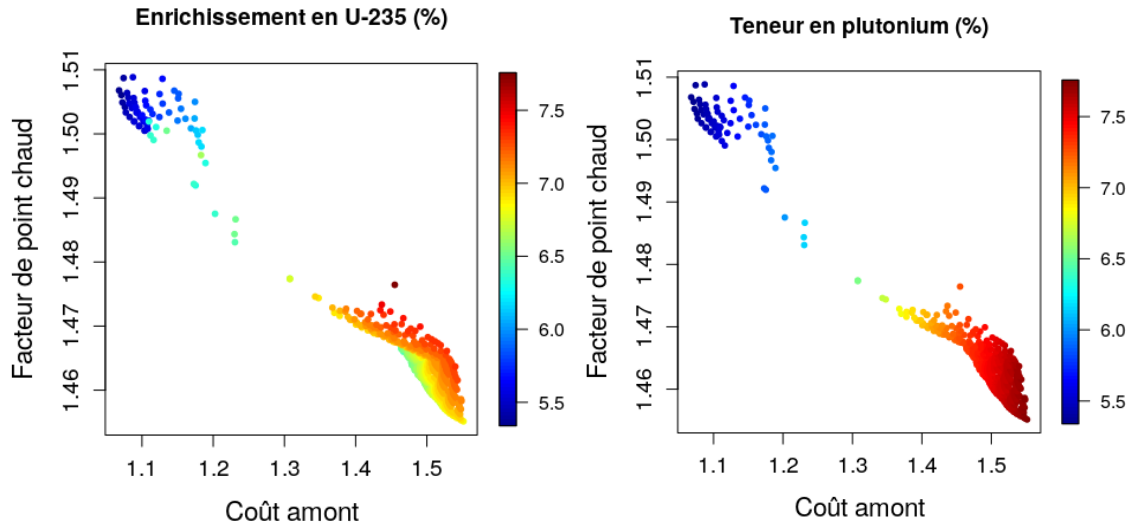 Enrichissement en U-235 (%)
Facteur de point chaud
1.51
1.50
1.49
1.48
1.47
1.46
1.1 1.2 1.3 1.4 1.5
Coût amont
7.5
7.0
6.5
6.0
5.5
Teneur en plutonium (%)
Facteur de point chaud
1.51
1.50
1.49
1.48
1.47
1.46
1.1 1.2 1.3 1.4 1.5
Coût amont
7.5
7.0
6.5
6.0
5.5